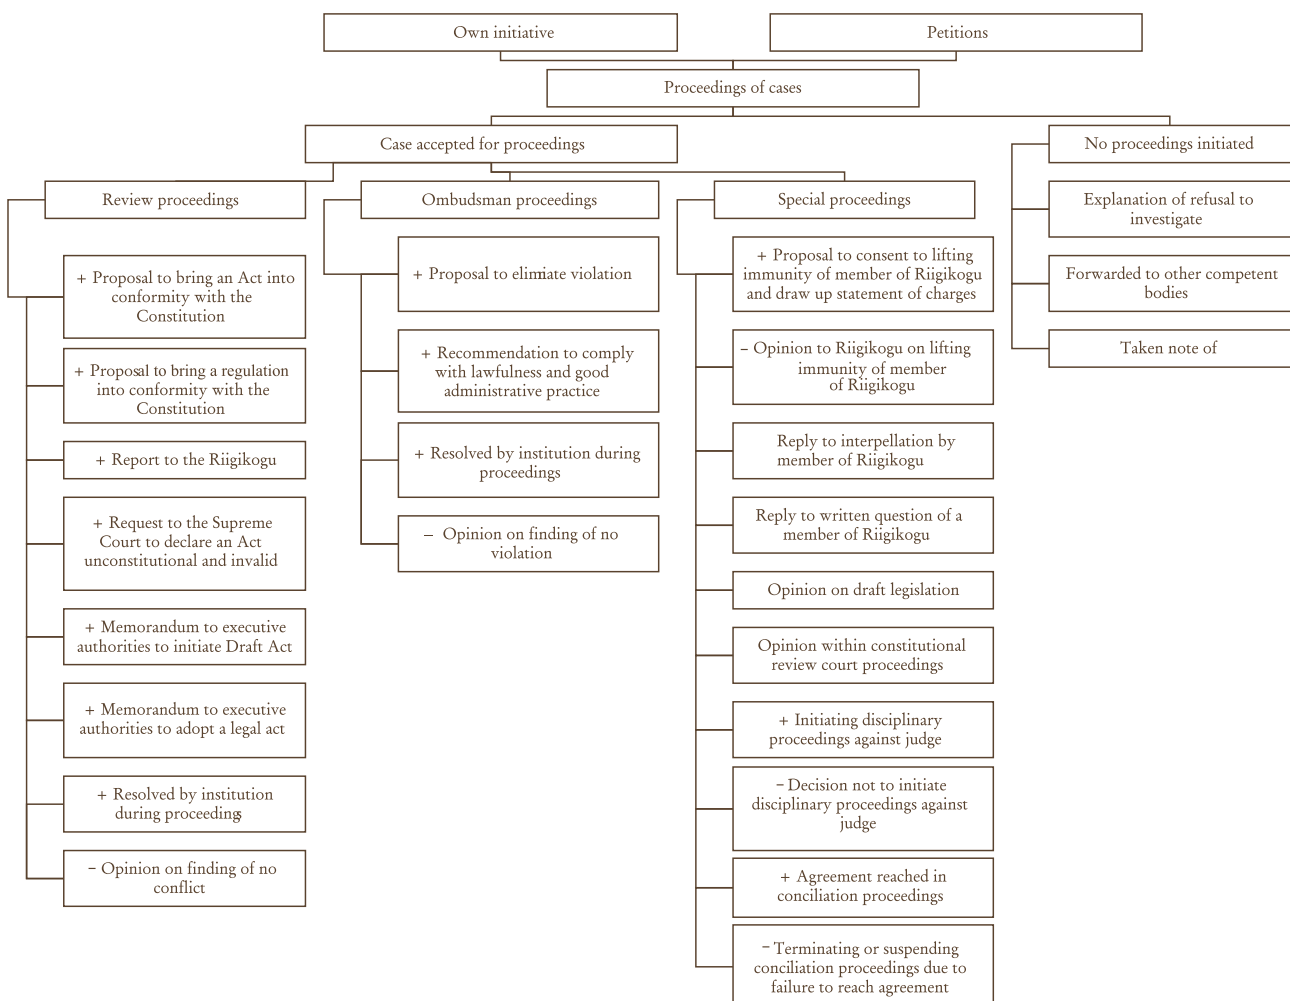 Own initiative
Petitions
Proceedings of cases
Case accepted for proceedings
No proceedings initiated
Review proceedings
+ Proposal to bring an Act into
conformity with the
Constitution
+ Proposal to bring a regulation
into conformity with the
Constitution
+ Report to the Riigikogu
+ Request to the Supreme
Court to declare an Act
unconstitutional and invalid
+ Memorandum to executive
authorities to initiate Draft Act
+ Memorandum to executive
authorities to adopt a legal act
+ Resolved by institution
during proceedings
− Opinion on finding of no
conflict
Ombudsman proceedings
+ Proposal to elimiate violation
+ Recommendation to comply
with lawfulness and good
administrative practice
+ Resolved by institution during
proceedings
− Opinion on finding of no
violation
Special proceedings
+ Proposal to consent to lifting
immunity of member of Riigikogu
and draw up statement of charges
− Opinion to Riigikogu on lifting
immunity of member
of Riigikogu
Reply to interpellation by
member of Riigikogu
Reply to written question of a
member of Riigikogu
Opinion on draft legislation
Opinion within constitutional
review court proceedings
+ Initiating disciplinary
proceedings against judge
− Decision not to initiate
disciplinary proceedings against
judge
+ Agreement reached in
conciliation proceedings
− Terminating or suspending
conciliation proceedings due to
failure to reach agreement
Explanation of refusal to
investigate
Forwarded to other competent
bodies
Taken note of